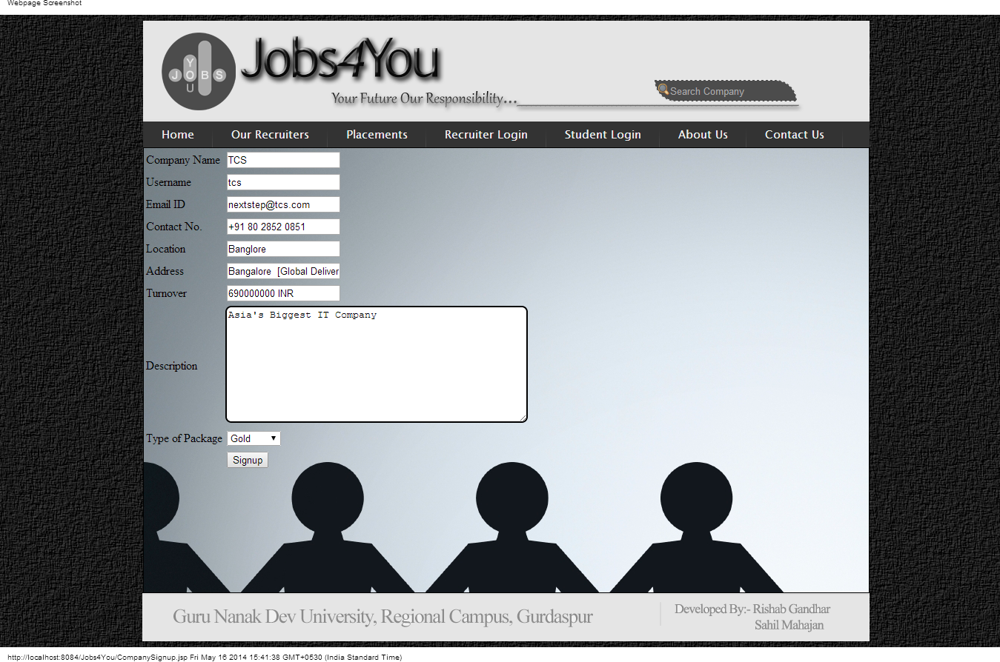 Webpage Screenshot
Y
JOBS
U
Jobs4You
Your Future Our Responsibility...
Search Company
Home Our Recruiters Placements Recruiter Login Student Login About Us Contact Us
Company Name TCS
Username tcs
Email ID nextstep@tcs.com
Contact No. +91 80 2852 0851
Location Banglore
Address Bangalore [Global Deliver
Turnover 690000000 INR
Asia's Biggest IT Company
Description
Type of Package Gold
Signup
Guru Nanak Dev University, Regional Campus, Gurdaspur
Developed By:- Rishab Gandhar
Sahil Mahajan
http://localhost:8084/Jobs4You/CompanySignup.jsp Fri May 16 2014 15:41:38 GMT+0530 (India Standard Time)